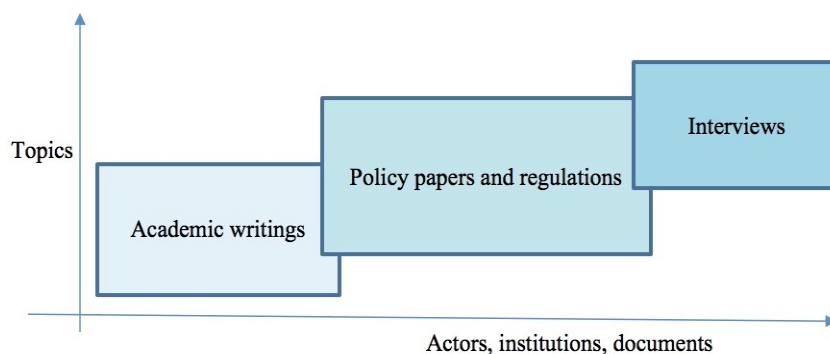 Interviews
Topics
Policy papers and regulations
Academic writings
Actors, institutions, documents